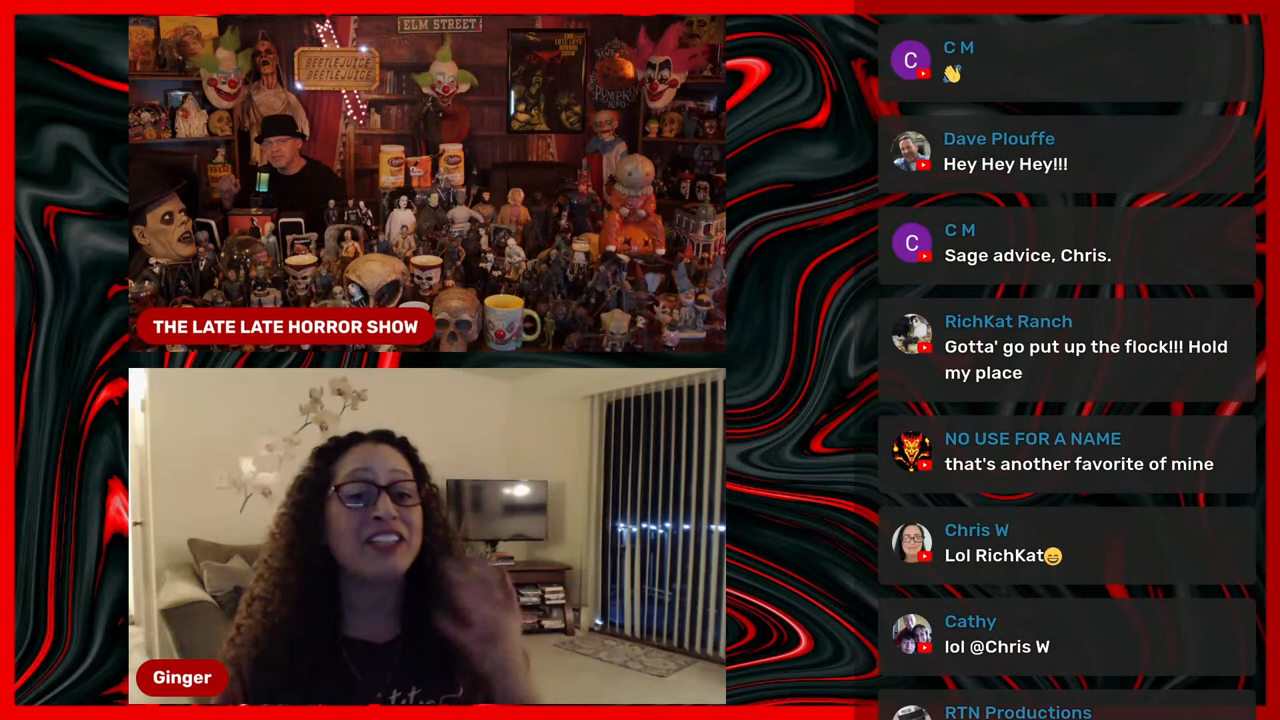 ELM STREET
BEETLEJUICE
BEETLEJUICE
PUMPKIN
KING
THE LATE LATE HORROR SHOW
Ginger
C
C M
👋
Dave Plouffe
Hey Hey Hey!!!
C
C M
Sage advice, Chris.
RichKat Ranch
Gotta' go put up the flock!!! Hold
my place
NO USE FOR A NAME
that's another favorite of mine
Chris W
Lol RichKat😄
Cathy
lol @Chris W
RTN Productions